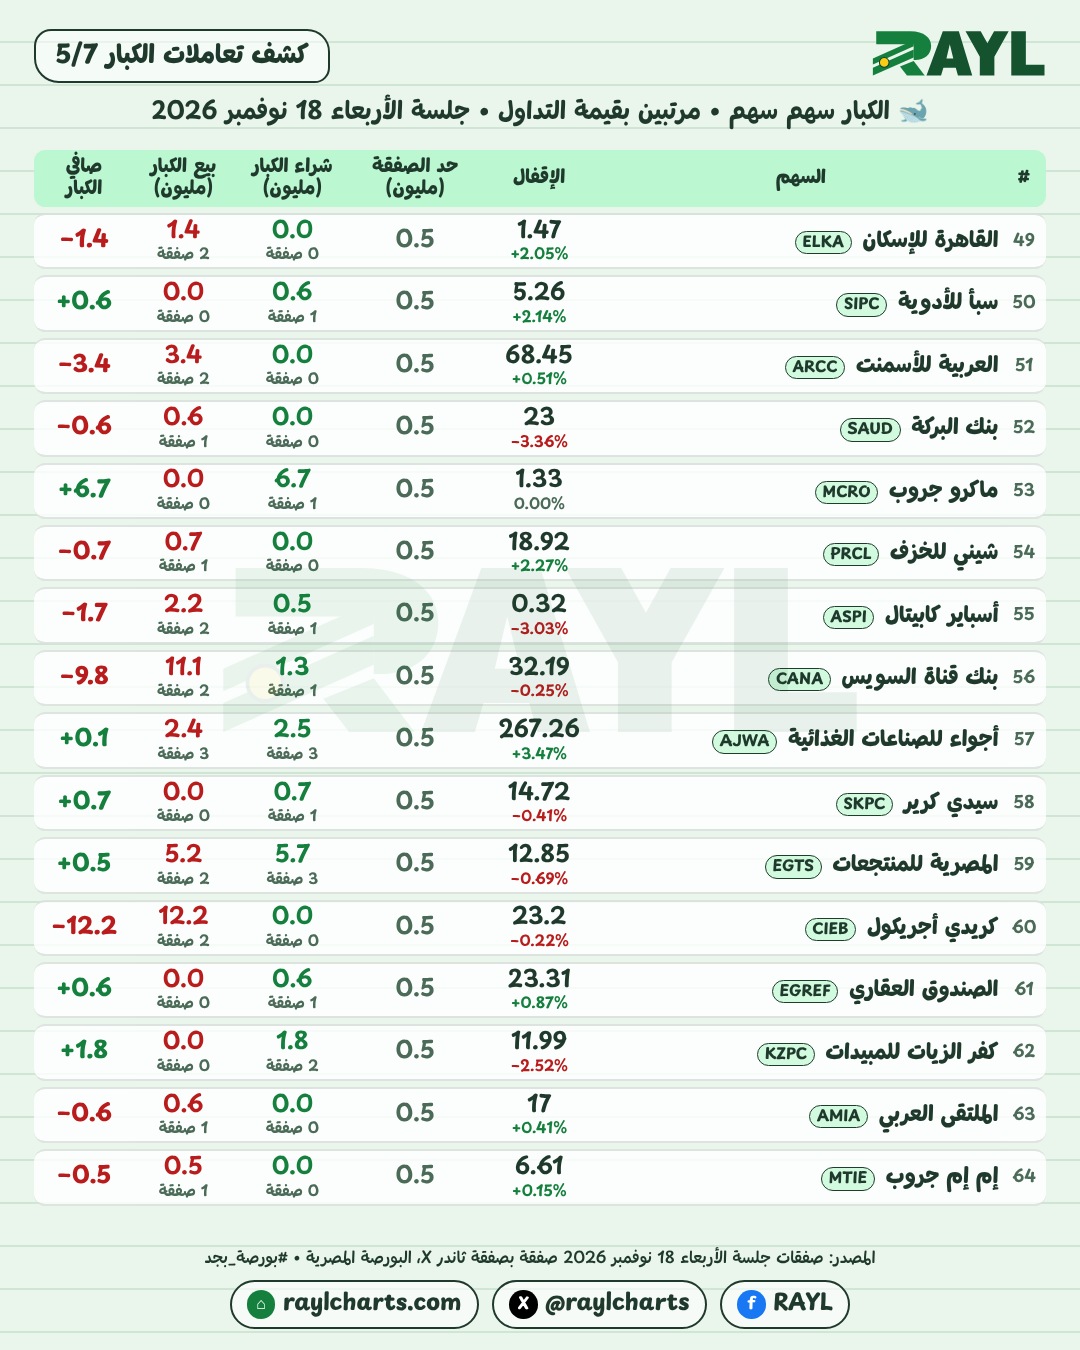 RAYL
كشف تعاملات الكبار 5/7
🐋 الكبار سهم سهم • مرتبين بقيمة التداول • جلسة الأربعاء 18 نوفمبر 2026
# السهم الإقفال حد الصفقة (مليون) شراء الكبار (مليون) بيع الكبار (مليون) صافي الكبار
49 القاهرة للإسكان ELKA 1.47 +2.05% 0.5 0.0 0 صفقة 1.4 2 صفقة −1.4
50 سبأ للأدوية SIPC 5.26 +2.14% 0.5 0.6 1 صفقة 0.0 0 صفقة +0.6
51 العربية للأسمنت ARCC 68.45 +0.51% 0.5 0.0 0 صفقة 3.4 2 صفقة −3.4
52 بنك البركة SAUD 23 −3.36% 0.5 0.0 0 صفقة 0.6 1 صفقة −0.6
53 ماكرو جروب MCRO 1.33 0.00% 0.5 6.7 1 صفقة 0.0 0 صفقة +6.7
54 شيني للخزف PRCL 18.92 +2.27% 0.5 0.0 0 صفقة 0.7 1 صفقة −0.7
55 أسباير كابيتال ASPI 0.32 −3.03% 0.5 0.5 1 صفقة 2.2 2 صفقة −1.7
56 بنك قناة السويس CANA 32.19 −0.25% 0.5 1.3 1 صفقة 11.1 2 صفقة −9.8
57 أجواء للصناعات الغذائية AJWA 267.26 +3.47% 0.5 2.5 3 صفقة 2.4 3 صفقة +0.1
58 سيدي كرير SKPC 14.72 −0.41% 0.5 0.7 1 صفقة 0.0 0 صفقة +0.7
59 المصرية للمنتجعات EGTS 12.85 −0.69% 0.5 5.7 3 صفقة 5.2 2 صفقة +0.5
60 كريدي أجريكول CIEB 23.2 −0.22% 0.5 0.0 0 صفقة 12.2 2 صفقة −12.2
61 الصندوق العقاري EGREF 23.31 +0.87% 0.5 0.6 1 صفقة 0.0 0 صفقة +0.6
62 كفر الزيات للمبيدات KZPC 11.99 −2.52% 0.5 1.8 2 صفقة 0.0 0 صفقة +1.8
63 الملتقى العربي AMIA 17 +0.41% 0.5 0.0 0 صفقة 0.6 1 صفقة −0.6
64 إم إم جروب MTIE 6.61 +0.15% 0.5 0.0 0 صفقة 0.5 1 صفقة −0.5
المصدر: صفقات جلسة الأربعاء 18 نوفمبر 2026 صفقة بصفقة ثاندر X، البورصة المصرية • #بورصة_بجد
raylcharts.com X @raylcharts f RAYL